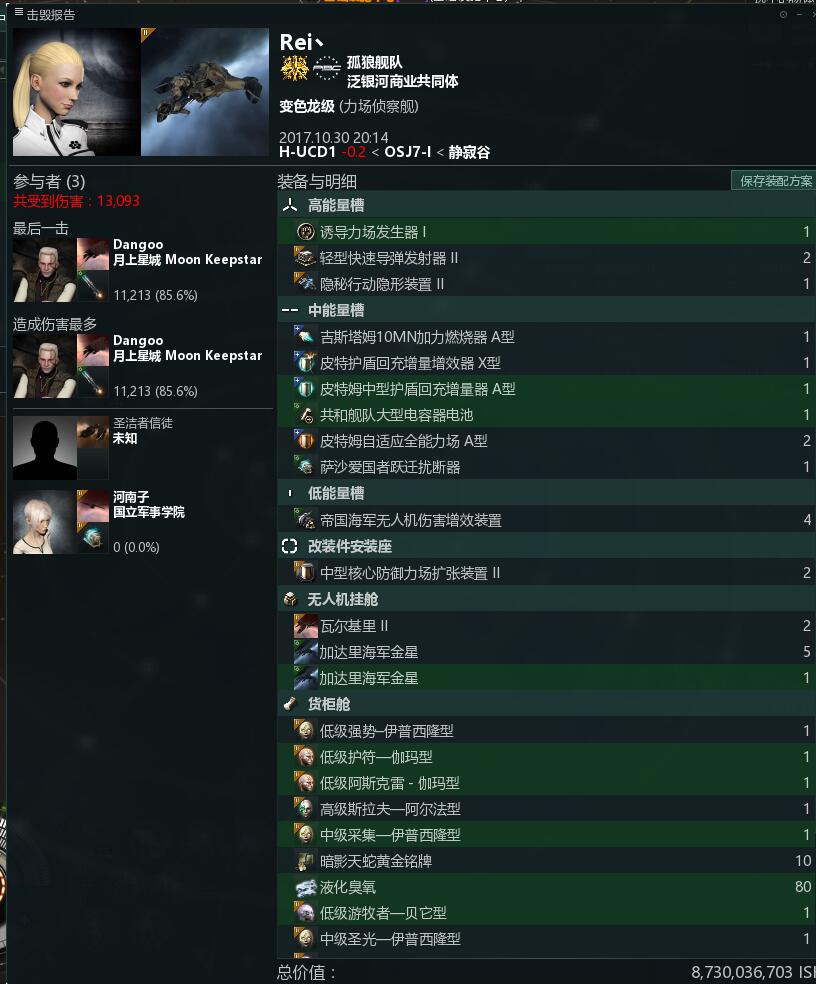 击毁报告
Rei丶
孤狼舰队
泛银河商业共同体
变色龙级 (力场侦察舰)
2017.10.30 20:14
H-UCD1 -0.2 < OSJ7-I < 静寂谷
参与者 (3)
共受到伤害：13,093
最后一击
Dangoo
月上星城 Moon Keepstar
11,213 (85.6%)
造成伤害最多
Dangoo
月上星城 Moon Keepstar
11,213 (85.6%)
圣洁者信徒
未知
河南子
国立军事学院
0 (0.0%)
装备与明细
保存装配方案
高能量槽
诱导力场发生器 I 1
轻型快速导弹发射器 II 2
隐秘行动隐形装置 II 1
中能量槽
吉斯塔姆10MN加力燃烧器 A型 1
皮特护盾回充增量增效器 X型 1
皮特姆中型护盾回充增量器 A型 1
共和舰队大型电容器电池 1
皮特姆自适应全能力场 A型 2
萨沙爱国者跃迁扰断器 1
低能量槽
帝国海军无人机伤害增效装置 4
改装件安装座
中型核心防御力场扩张装置 II 2
无人机挂舱
瓦尔基里 II 2
加达里海军金星 5
加达里海军金星 1
货柜舱
低级强势–伊普西隆型 1
低级护符—伽玛型 1
低级阿斯克雷 - 伽玛型 1
高级斯拉夫—阿尔法型 1
中级采集—伊普西隆型 1
暗影天蛇黄金铭牌 10
液化臭氧 80
低级游牧者—贝它型 1
中级圣光—伊普西隆型 1
总价值： 8,730,036,703 ISI